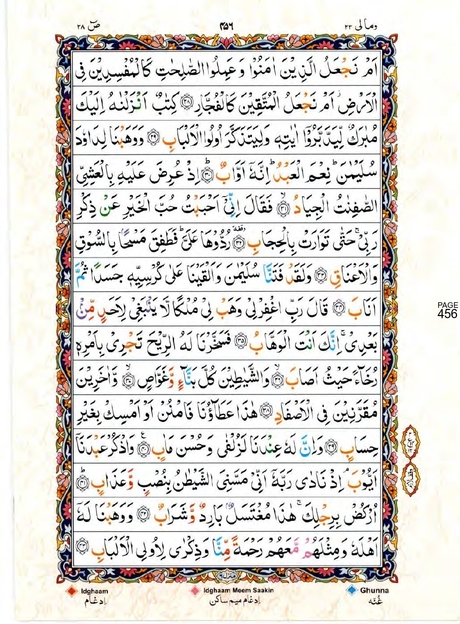 ومالی ٢٣
٤٥٦
صٓ ٣٨
اَمْ نَجْعَلُ الَّذِيْنَ اٰمَنُوْا وَعَمِلُوا الصّٰلِحٰتِ كَالْمُفْسِدِيْنَ فِى
الْاَرْضِ اَمْ نَجْعَلُ الْمُتَّقِيْنَ كَالْفُجَّارِ ﴿٢٨﴾ كِتٰبٌ اَنْزَلْنٰهُ اِلَيْكَ
مُبٰرَكٌ لِّيَدَّبَّرُوْٓا اٰيٰتِهٖ وَلِيَتَذَكَّرَ اُولُوا الْاَلْبَابِ ﴿٢٩﴾ وَوَهَبْنَا لِدَاوٗدَ
سُلَيْمٰنَ ؕ نِعْمَ الْعَبْدُ ؕ اِنَّهٗٓ اَوَّابٌ ﴿٣٠﴾ اِذْ عُرِضَ عَلَيْهِ بِالْعَشِىِّ
الصّٰفِنٰتُ الْجِيَادُ ﴿٣١﴾ فَقَالَ اِنِّىْٓ اَحْبَبْتُ حُبَّ الْخَيْرِ عَنْ ذِكْرِ
رَبِّىْ ۚ حَتّٰى تَوَارَتْ بِالْحِجَابِ ﴿٣٢﴾ رُدُّوْهَا عَلَىَّ ؕ فَطَفِقَ مَسْحًۢا بِالسُّوْقِ
وَالْاَعْنَاقِ ﴿٣٣﴾ وَلَقَدْ فَتَنَّا سُلَيْمٰنَ وَاَلْقَيْنَا عَلٰى كُرْسِيِّهٖ جَسَدًا ثُمَّ
اَنَابَ ﴿٣٤﴾ قَالَ رَبِّ اغْفِرْ لِىْ وَهَبْ لِىْ مُلْكًا لَّا يَنْۢبَغِىْ لِاَحَدٍ مِّنْۢ
بَعْدِىْ ۚ اِنَّكَ اَنْتَ الْوَهَّابُ ﴿٣٥﴾ فَسَخَّرْنَا لَهُ الرِّيْحَ تَجْرِىْ بِاَمْرِهٖ
رُخَآءً حَيْثُ اَصَابَ ﴿٣٦﴾ وَالشَّيٰطِيْنَ كُلَّ بَنَّآءٍ وَّغَوَّاصٍ ﴿٣٧﴾ وَّاٰخَرِيْنَ
مُقَرَّنِيْنَ فِى الْاَصْفَادِ ﴿٣٨﴾ هٰذَا عَطَآؤُنَا فَامْنُنْ اَوْ اَمْسِكْ بِغَيْرِ
حِسَابٍ ﴿٣٩﴾ وَاِنَّ لَهٗ عِنْدَنَا لَزُلْفٰى وَحُسْنَ مَاٰبٍ ﴿٤٠﴾ وَاذْكُرْ عَبْدَنَآ
اَيُّوْبَ ۘ اِذْ نَادٰى رَبَّهٗٓ اَنِّىْ مَسَّنِىَ الشَّيْطٰنُ بِنُصْبٍ وَّعَذَابٍ ﴿٤١﴾
اُرْكُضْ بِرِجْلِكَ ۚ هٰذَا مُغْتَسَلٌۢ بَارِدٌ وَّشَرَابٌ ﴿٤٢﴾ وَوَهَبْنَا لَهٗٓ
اَهْلَهٗ وَمِثْلَهُمْ مَّعَهُمْ رَحْمَةً مِّنَّا وَذِكْرٰى لِاُولِى الْاَلْبَابِ ﴿٤٣﴾
PAGE
456
Idghaam
Idghaam Meem Saakin
Ghunna
اِدغام
اِدغام میم ساکن
غُنّه